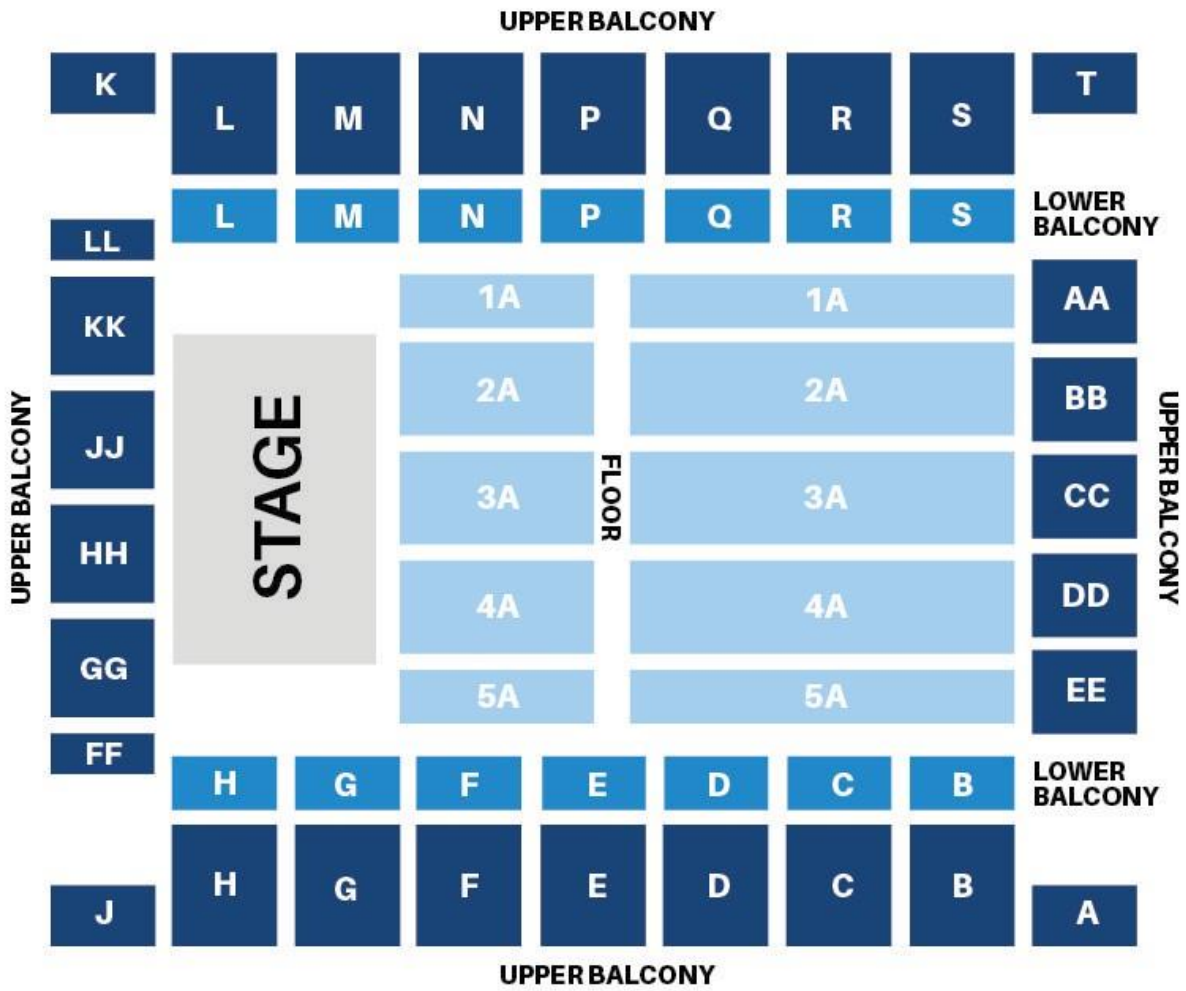 UPPER BALCONY
K
L
M
N
P
Q
R
S
T
L
M
N
P
Q
R
S
LOWER
BALCONY
LL
KK
JJ
HH
GG
FF
UPPER BALCONY
STAGE
1A
1A
2A
2A
3A
3A
4A
4A
5A
5A
FLOOR
AA
BB
CC
DD
EE
UPPER BALCONY
H
G
F
E
D
C
B
LOWER
BALCONY
J
H
G
F
E
D
C
B
A
UPPER BALCONY